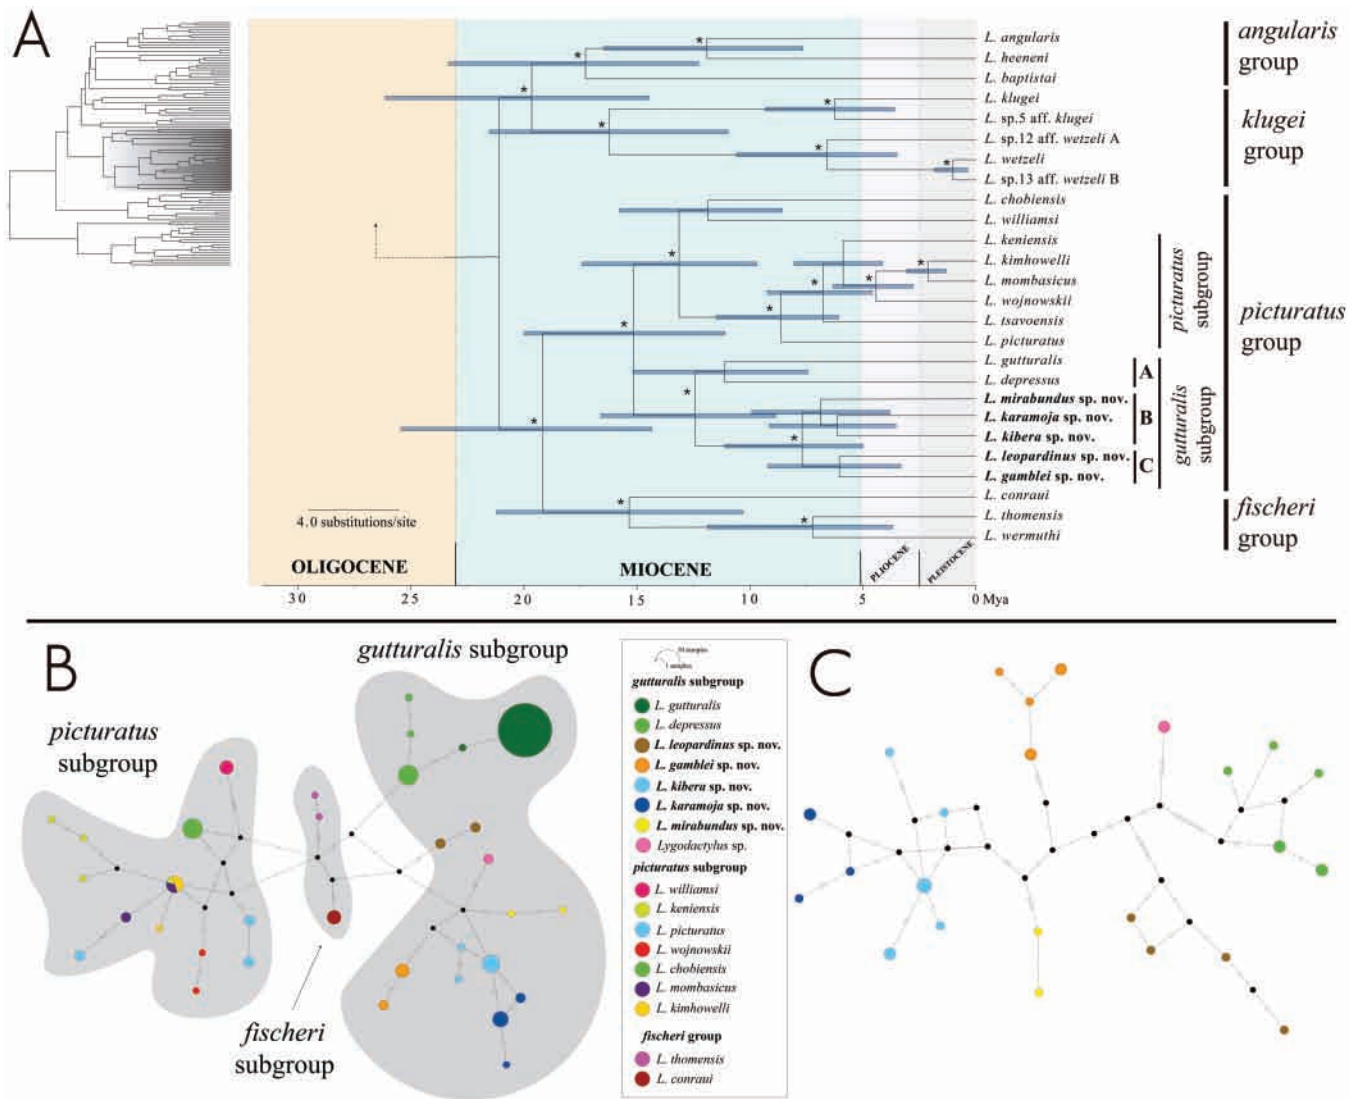 A
L. angularis
L. heeneni
L. baptistai
L. klugei
L. sp.5 aff. klugei
L. sp.12 aff. wetzeli A
L. wetzeli
L. sp.13 aff. wetzeli B
L. chobiensis
L. williamsi
L. keniensis
L. kimhowelli
L. mombasicus
L. wojnowskii
L. tsavoensis
L. picturatus
L. gutturalis
L. depressus
L. mirabundus sp. nov.
L. karamoja sp. nov.
L. kibera sp. nov.
L. leopardinus sp. nov.
L. gamblei sp. nov.
L. conraui
L. thomensis
L. wermuthi
A
B
C
picturatus
subgroup
gutturalis
subgroup
angularis
group
klugei
group
picturatus
group
fischeri
group
* * * * * * * * * * * * * * * * * *
4.0 substitutions/site
OLIGOCENE
MIOCENE
PLIOCENE
PLEISTOCENE
30 25 20 15 10 5 0 Mya
B
gutturalis subgroup
picturatus
subgroup
fischeri
subgroup
10 samples
1 samples
gutturalis subgroup
L. gutturalis
L. depressus
L. leopardinus sp. nov.
L. gamblei sp. nov.
L. kibera sp. nov.
L. karamoja sp. nov.
L. mirabundus sp. nov.
Lygodactylus sp.
picturatus subgroup
L. williamsi
L. keniensis
L. picturatus
L. wojnowskii
L. chobiensis
L. mombasicus
L. kimhowelli
fischeri group
L. thomensis
L. conraui
C